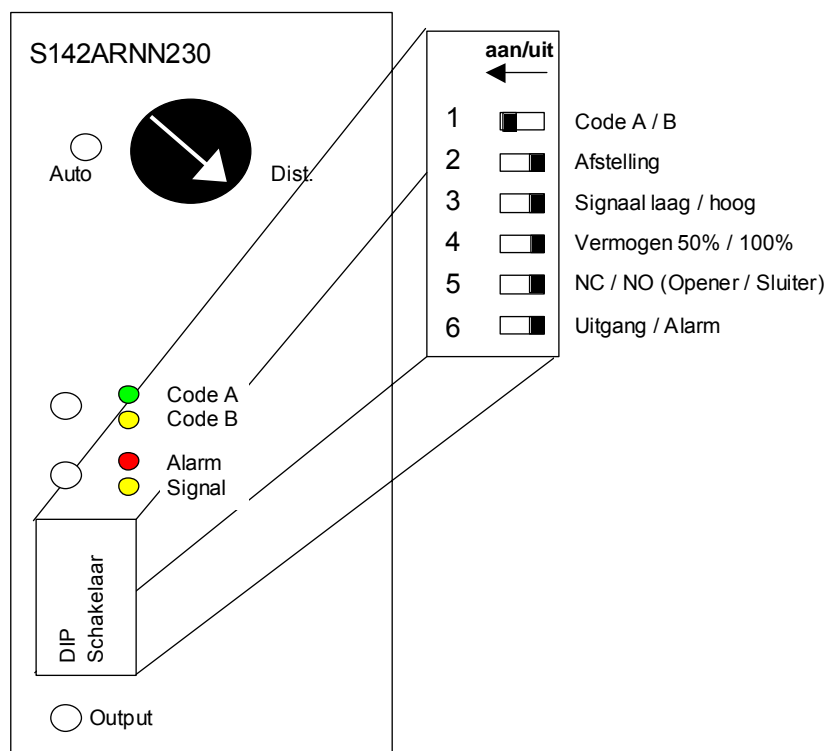 S142ARNN230
Auto
Dist.
Code A
Code B
Alarm
Signal
DIP
Schakelaar
Output
aan/uit
1 Code A / B
2 Afstelling
3 Signaal laag / hoog
4 Vermogen 50% / 100%
5 NC / NO (Opener / Sluiter)
6 Uitgang / Alarm